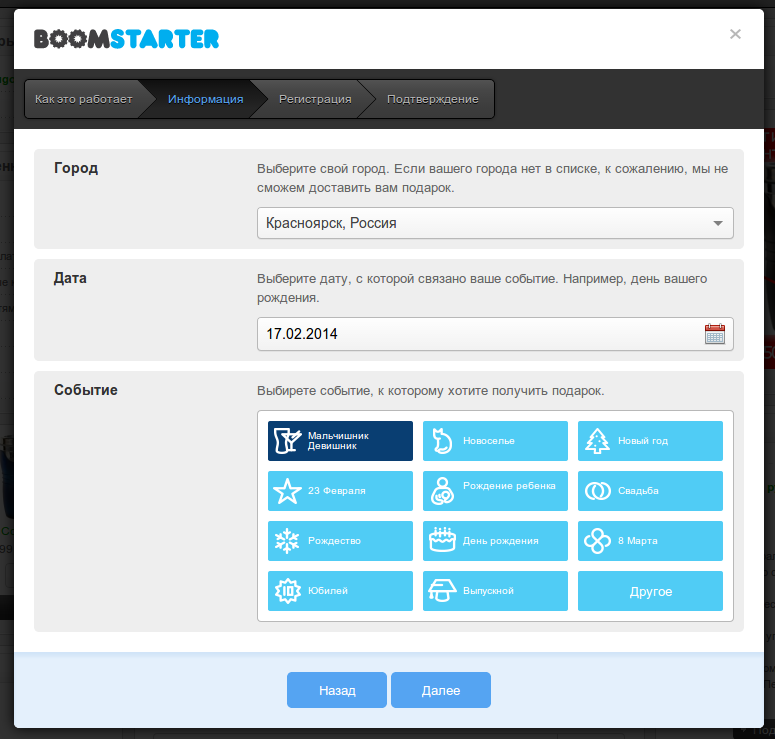 BOOMSTARTER
×
Как это работает
Информация
Регистрация
Подтверждение
Город
Выберите свой город. Если вашего города нет в списке, к сожалению, мы не
сможем доставить вам подарок.
Красноярск, Россия
Дата
Выберите дату, с которой связано ваше событие. Например, день вашего
рождения.
17.02.2014
Событие
Выбирете событие, к которому хотите получить подарок.
Мальчишник
Девишник
Новоселье
Новый год
23 Февраля
Рождение ребенка
Свадьба
Рождество
День рождения
8 Марта
10
Юбилей
Выпускной
Другое
Назад
Далее